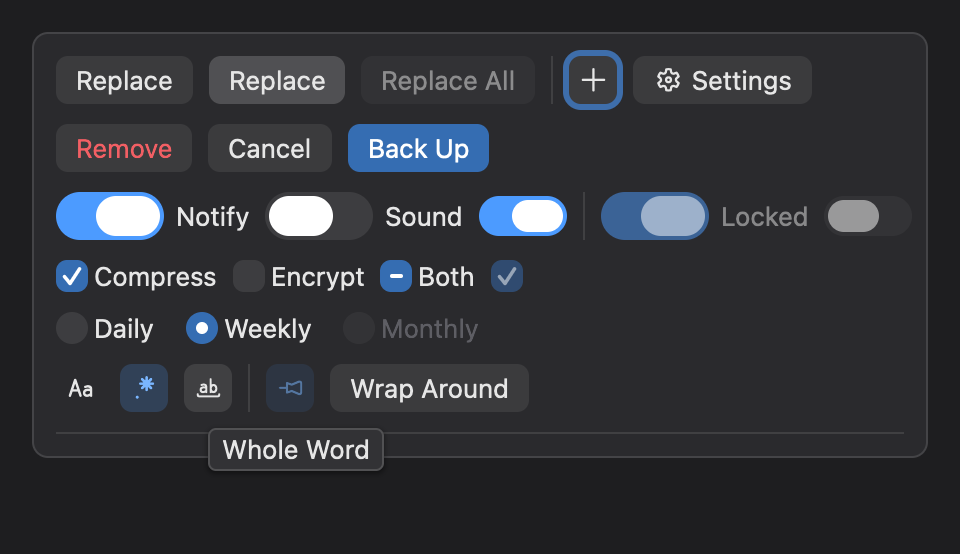 Replace Replace Replace All + Settings
Remove Cancel Back Up
Notify Sound Locked
Compress Encrypt Both
Daily Weekly Monthly
Aa .* ab Wrap Around
Whole Word